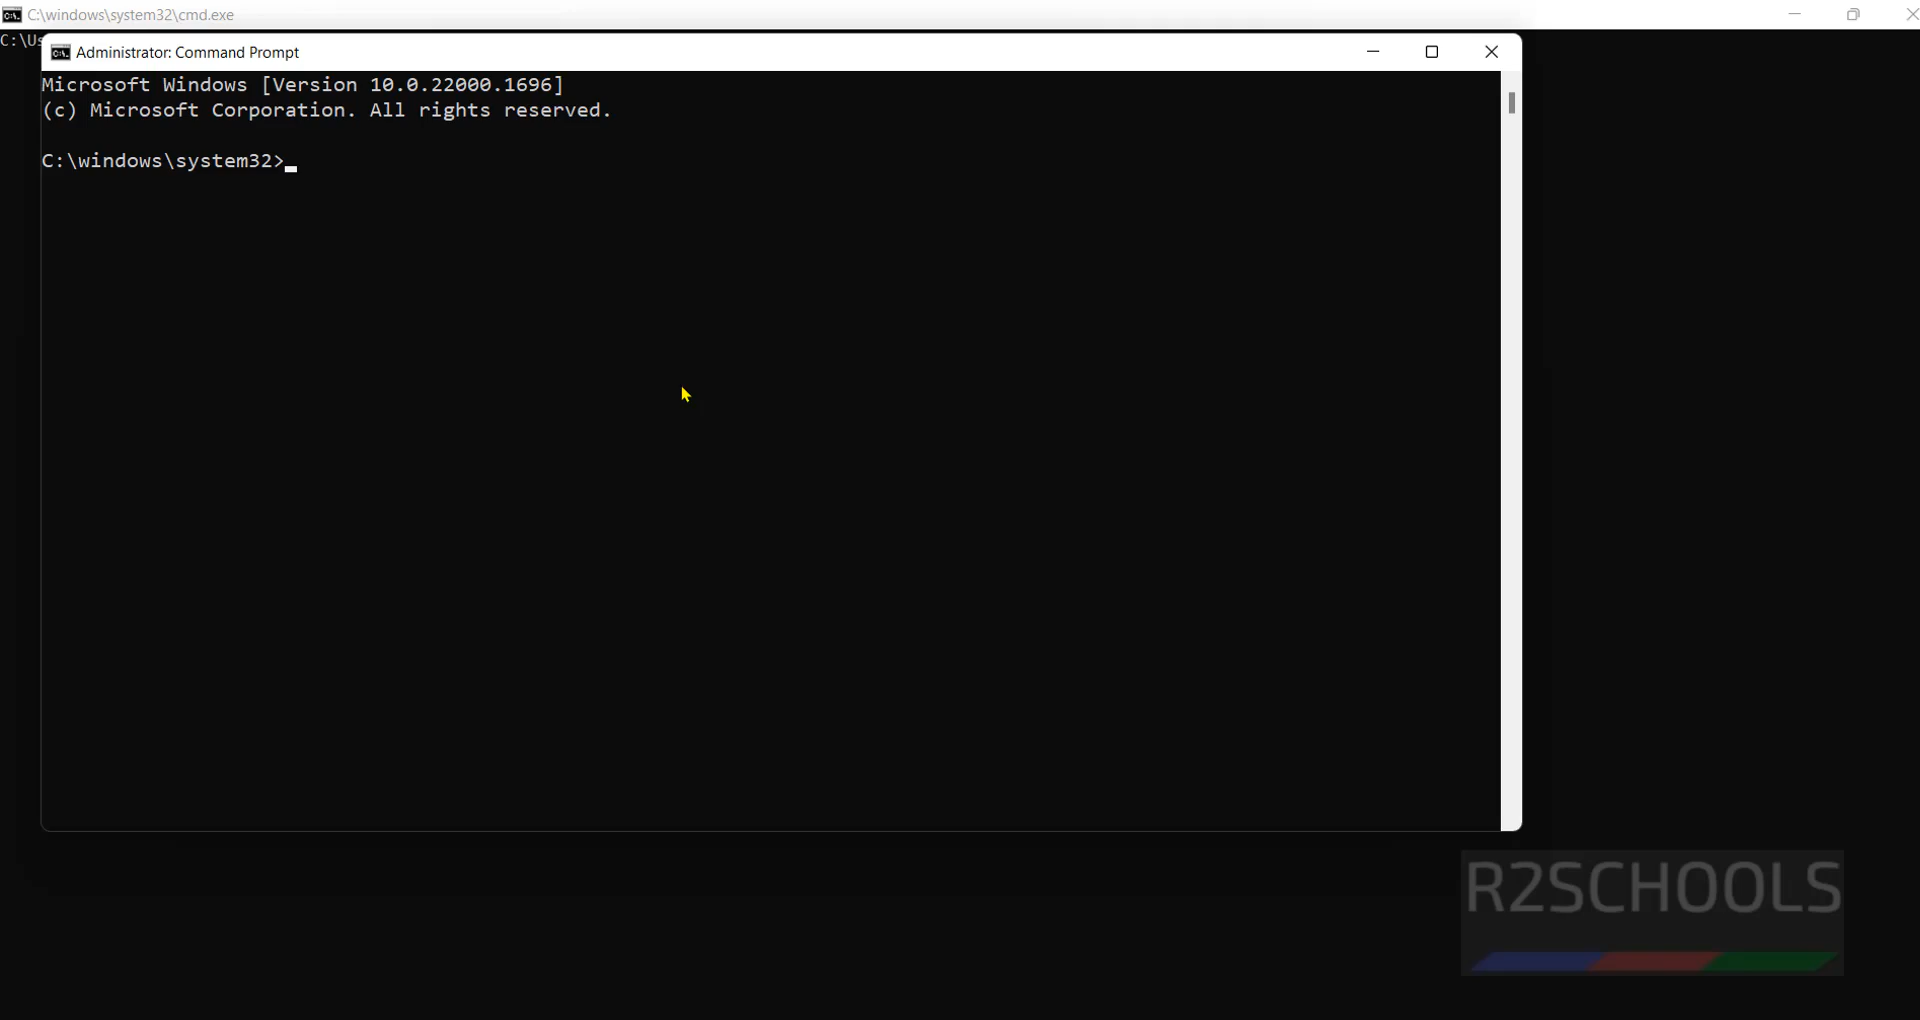 C:\windows\system32\cmd.exe
C:\Us
Administrator: Command Prompt
Microsoft Windows [Version 10.0.22000.1696]
(c) Microsoft Corporation. All rights reserved.
C:\windows\system32>
R2SCHOOLS